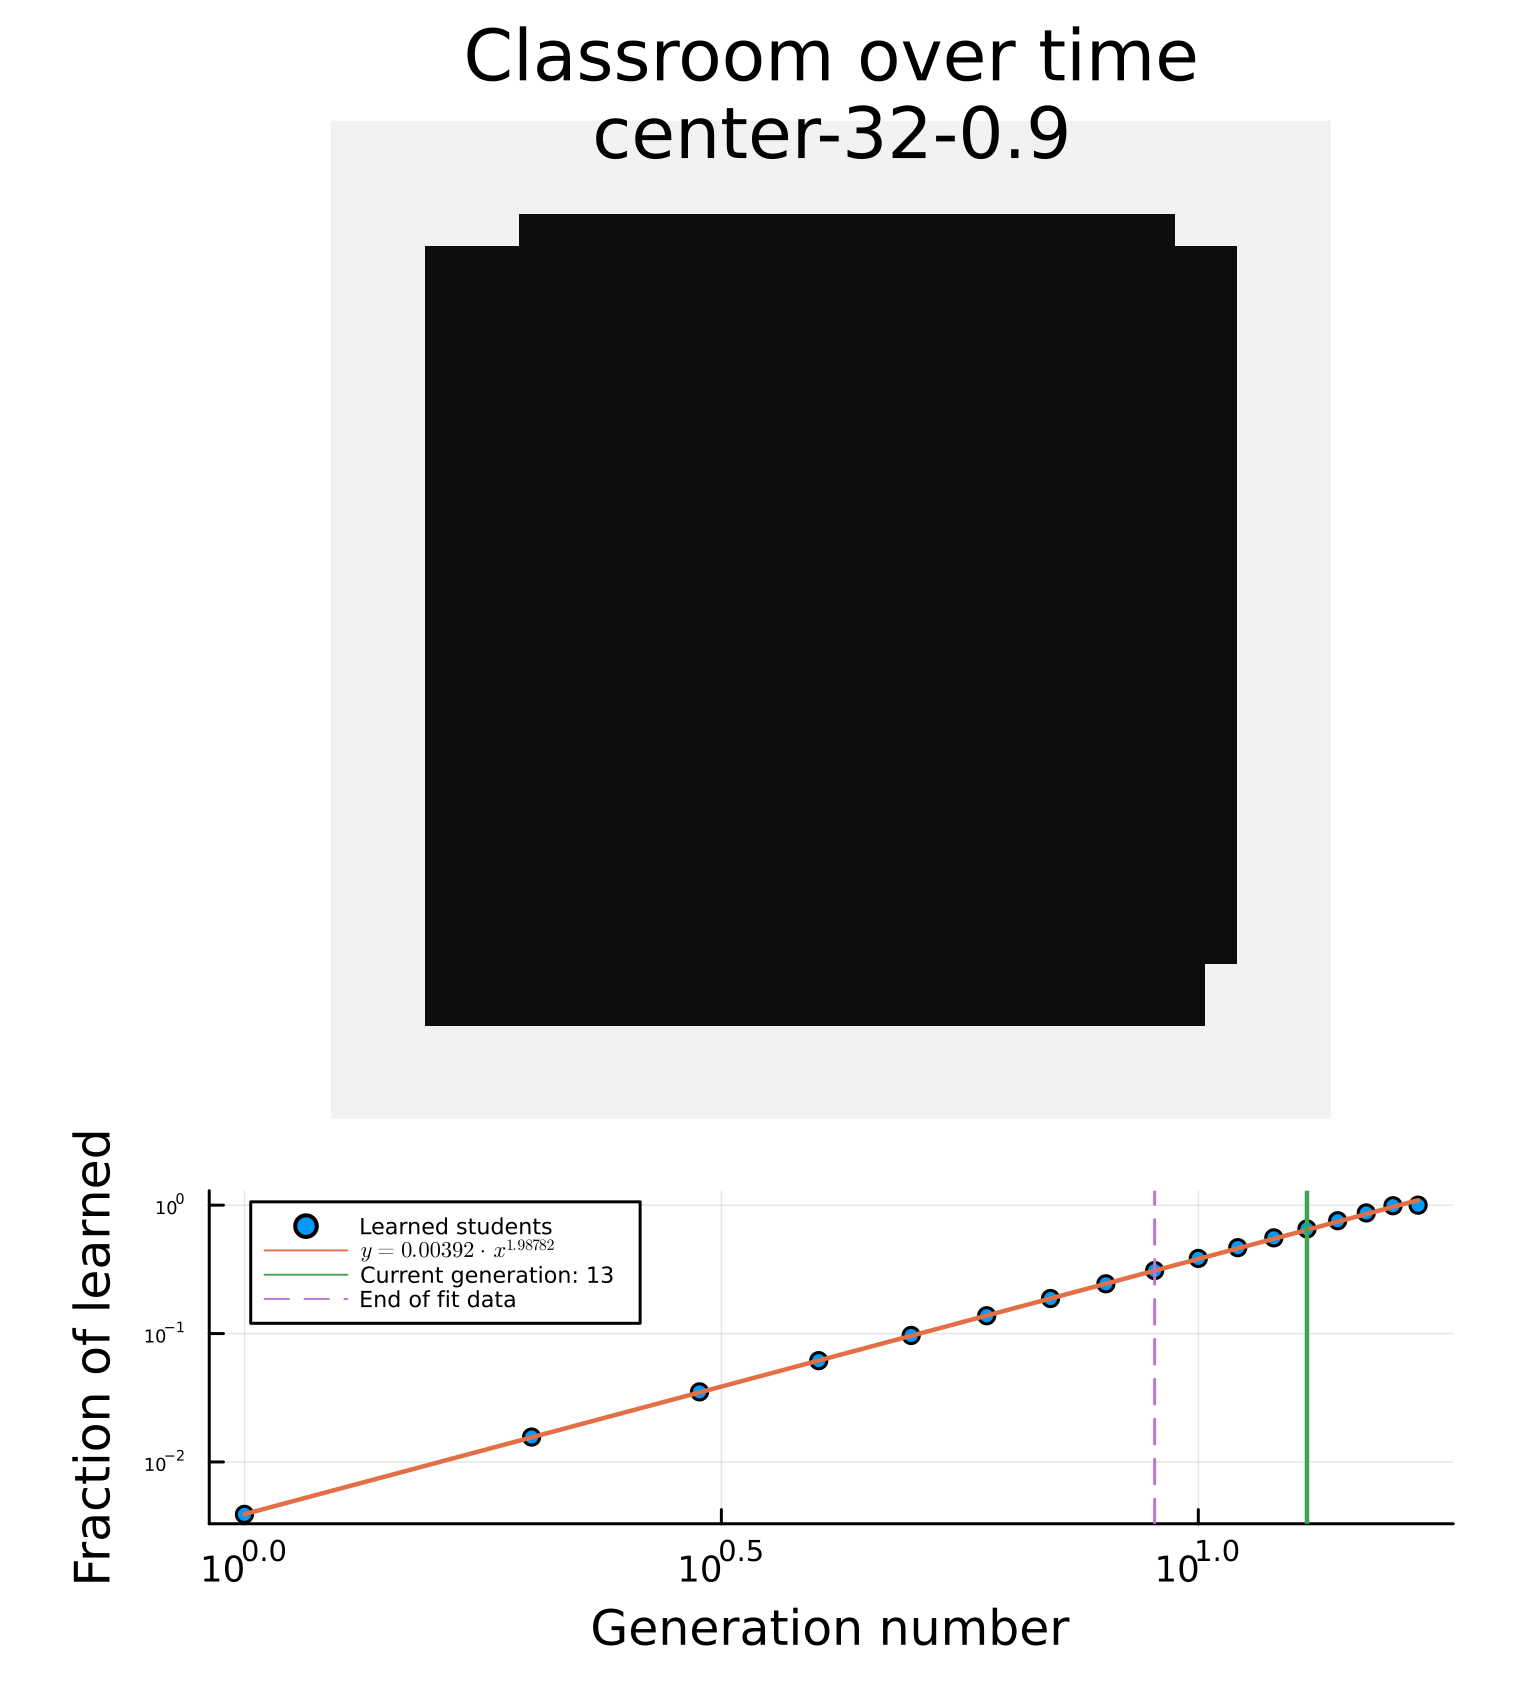 Classroom over time
center-32-0.9
Fraction of learned
10⁰
10⁻¹
10⁻²
Learned students
y = 0.00392 · x^1.98782
Current generation: 13
End of fit data
10^0.0
10^0.5
10^1.0
Generation number